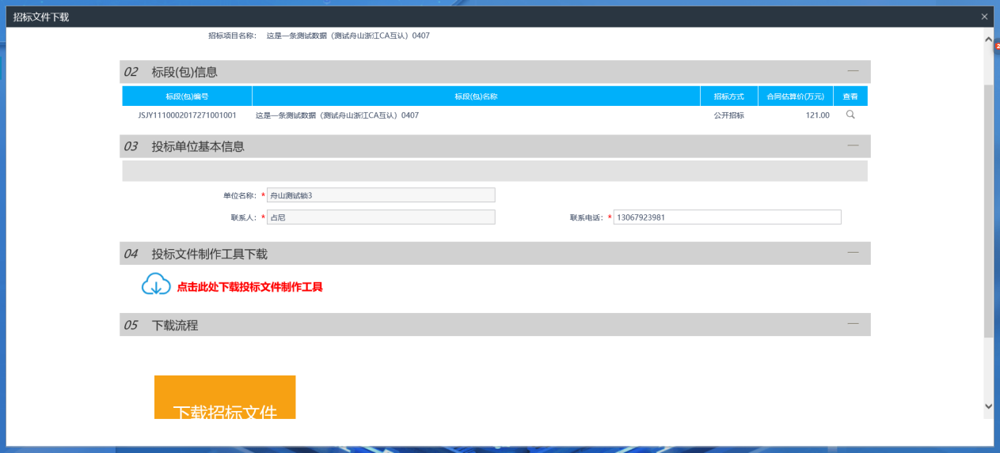 招标文件下载
招标项目名称： 这是一条测试数据（测试舟山浙江CA互认）0407
02 标段(包)信息
标段(包)编号 标段(包)名称 招标方式 合同估算价(万元) 查看
JSJY1110002017271001001 这是一条测试数据（测试舟山浙江CA互认）0407 公开招标 121.00
03 投标单位基本信息
单位名称：* 舟山测试锁3
联系人：* 占尼 联系电话：* 13067923981
04 投标文件制作工具下载
点击此处下载投标文件制作工具
05 下载流程
下载招标文件